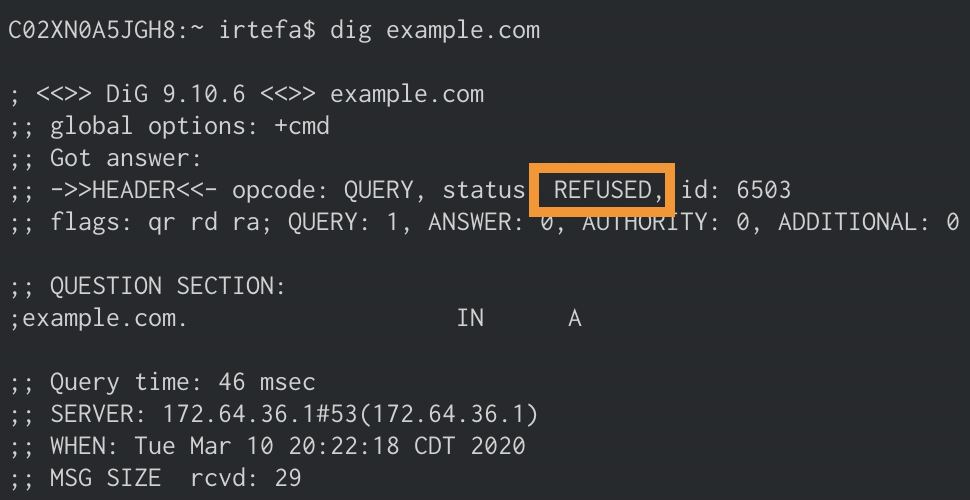 C02XN0A5JGH8:~ irtefa$ dig example.com
; <<>> DiG 9.10.6 <<>> example.com
;; global options: +cmd
;; Got answer:
;; ->>HEADER<<- opcode: QUERY, status REFUSED, id: 6503
;; flags: qr rd ra; QUERY: 1, ANSWER: 0, AUTHORITY: 0, ADDITIONAL: 0
;; QUESTION SECTION:
;example.com. IN A
;; Query time: 46 msec
;; SERVER: 172.64.36.1#53(172.64.36.1)
;; WHEN: Tue Mar 10 20:22:18 CDT 2020
;; MSG SIZE rcvd: 29